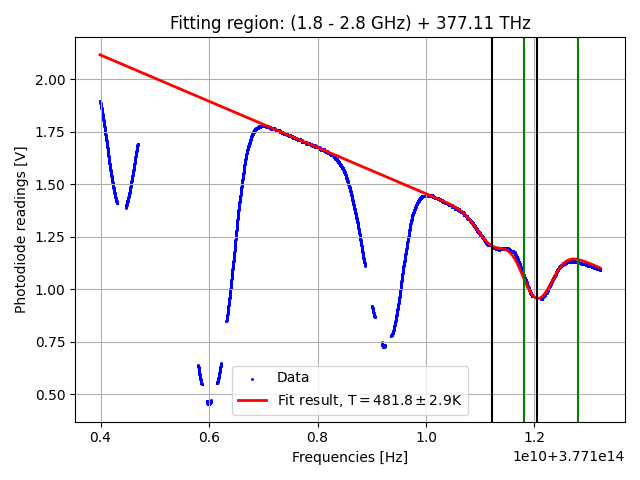 Fitting region: (1.8 - 2.8 GHz) + 377.11 THz
Photodiode readings [V]
2.00
1.75
1.50
1.25
1.00
0.75
0.50
Data
Fit result, T = 481.8 ± 2.9K
0.4 0.6 0.8 1.0 1.2
Frequencies [Hz]
1e10+3.771e14